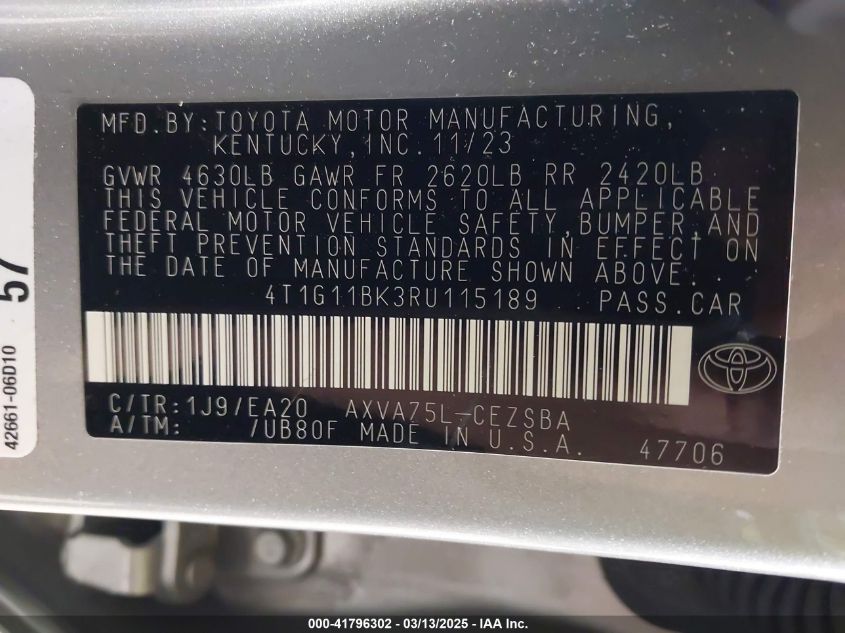 MFD. BY: TOYOTA MOTOR MANUFACTURING,
KENTUCKY, INC. 11/23
GVWR 4630LB GAWR FR 2620LB RR 2420LB
THIS VEHICLE CONFORMS TO ALL APPLICABLE
FEDERAL MOTOR VEHICLE SAFETY, BUMPER, AND
THEFT PREVENTION STANDARDS IN EFFECT ON
THE DATE OF MANUFACTURE SHOWN ABOVE.
4T1G11BK3RU115189 PASS. CAR
C/TR: 1J9/EA20 AXVA75L-CEZSBA
A/TM: /UB80F MADE IN U.S.A. 47706
57
42661-06D10
000-41796302 / 03/13/2025 - IAA Inc.